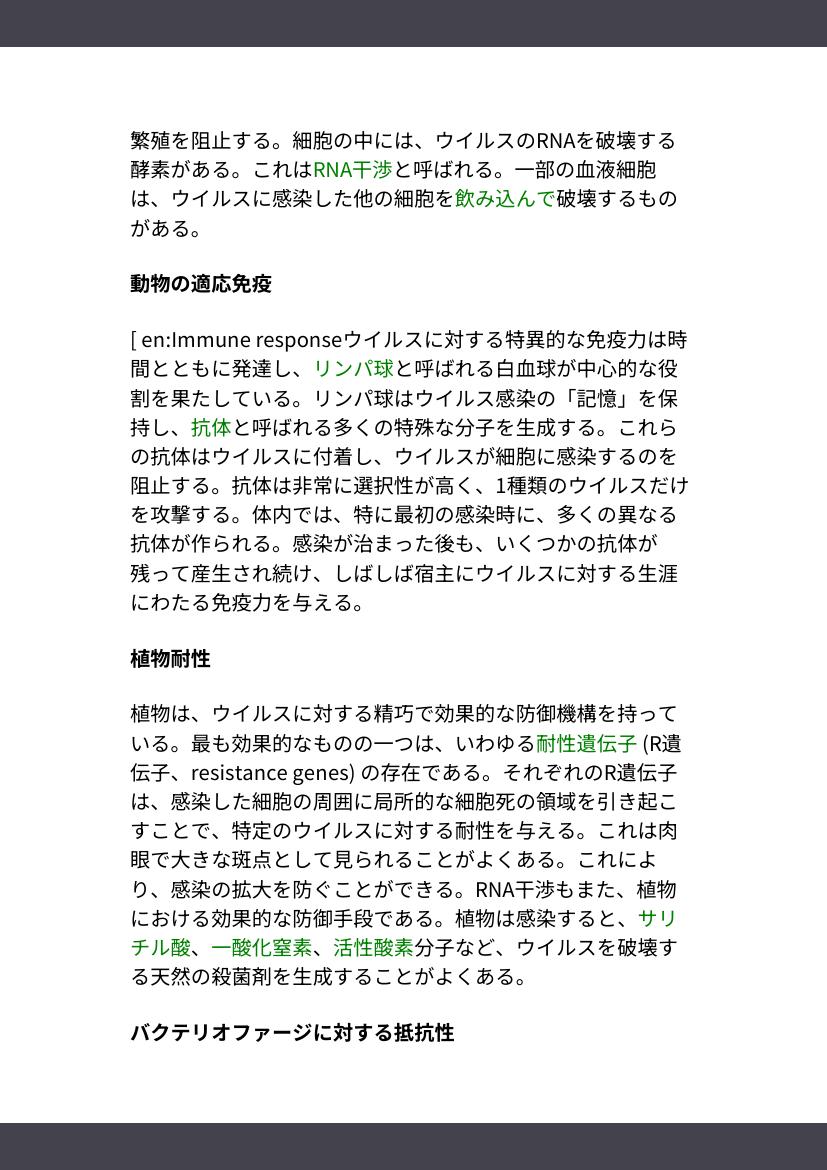 繁殖を阻止する。細胞の中には、ウイルスのRNAを破壊する
酵素がある。これはRNA干渉と呼ばれる。一部の血液細胞
は、ウイルスに感染した他の細胞を飲み込んで破壊するもの
がある。
動物の適応免疫
[ en:Immune responseウイルスに対する特異的な免疫力は時
間とともに発達し、リンパ球と呼ばれる白血球が中心的な役
割を果たしている。リンパ球はウイルス感染の「記憶」を保
持し、抗体と呼ばれる多くの特殊な分子を生成する。これら
の抗体はウイルスに付着し、ウイルスが細胞に感染するのを
阻止する。抗体は非常に選択性が高く、1種類のウイルスだけ
を攻撃する。体内では、特に最初の感染時に、多くの異なる
抗体が作られる。感染が治まった後も、いくつかの抗体が
残って産生され続け、しばしば宿主にウイルスに対する生涯
にわたる免疫力を与える。
植物耐性
植物は、ウイルスに対する精巧で効果的な防御機構を持って
いる。最も効果的なものの一つは、いわゆる耐性遺伝子 (R遺
伝子、resistance genes) の存在である。それぞれのR遺伝子
は、感染した細胞の周囲に局所的な細胞死の領域を引き起こ
すことで、特定のウイルスに対する耐性を与える。これは肉
眼で大きな斑点として見られることがよくある。これによ
り、感染の拡大を防ぐことができる。RNA干渉もまた、植物
における効果的な防御手段である。植物は感染すると、サリ
チル酸、一酸化窒素、活性酸素分子など、ウイルスを破壊す
る天然の殺菌剤を生成することがよくある。
バクテリオファージに対する抵抗性